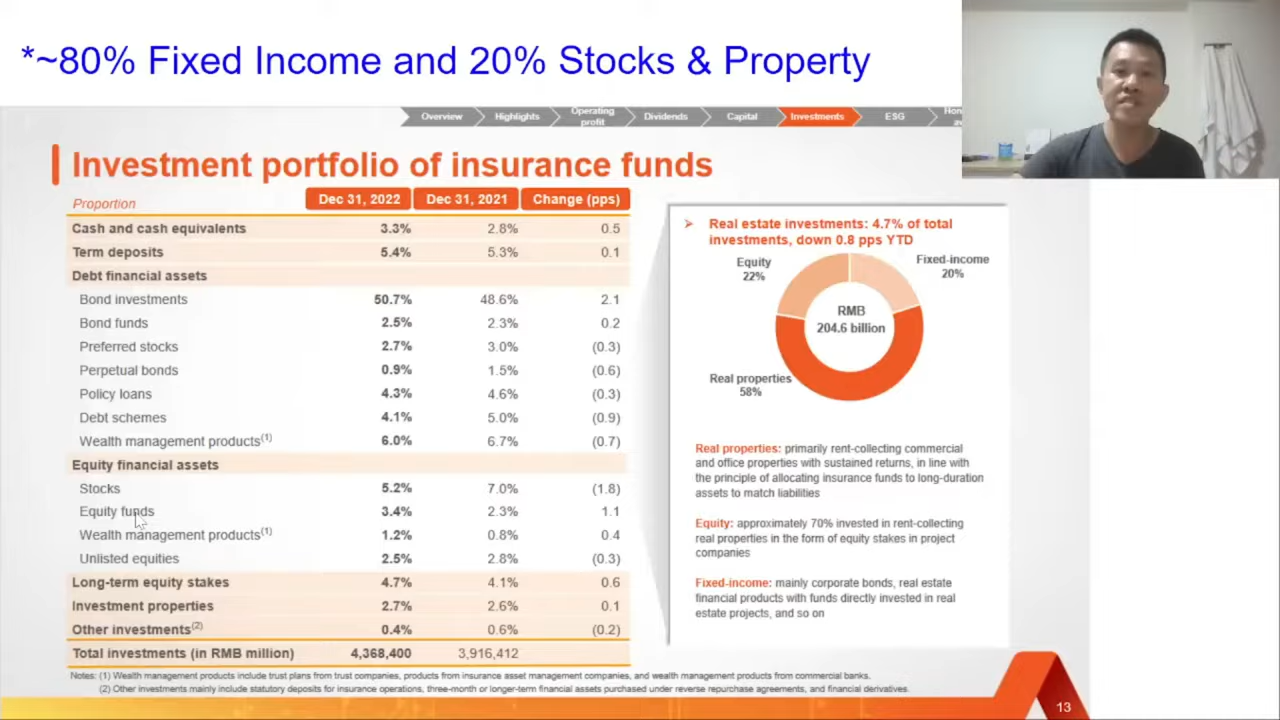 *~80% Fixed Income and 20% Stocks & Property
Overview Highlights Operating profit Dividends Capital Investments ESG
Investment portfolio of insurance funds
Proportion Dec 31, 2022 Dec 31, 2021 Change (pps)
Cash and cash equivalents 3.3% 2.8% 0.5
Term deposits 5.4% 5.3% 0.1
Debt financial assets
Bond investments 50.7% 48.6% 2.1
Bond funds 2.5% 2.3% 0.2
Preferred stocks 2.7% 3.0% (0.3)
Perpetual bonds 0.9% 1.5% (0.6)
Policy loans 4.3% 4.6% (0.3)
Debt schemes 4.1% 5.0% (0.9)
Wealth management products(1) 6.0% 6.7% (0.7)
Equity financial assets
Stocks 5.2% 7.0% (1.8)
Equity funds 3.4% 2.3% 1.1
Wealth management products(1) 1.2% 0.8% 0.4
Unlisted equities 2.5% 2.8% (0.3)
Long-term equity stakes 4.7% 4.1% 0.6
Investment properties 2.7% 2.6% 0.1
Other investments(2) 0.4% 0.6% (0.2)
Total investments (in RMB million) 4,368,400 3,916,412
Real estate investments: 4.7% of total
investments, down 0.8 pps YTD
Equity
22%
Fixed-income
20%
RMB
204.6 billion
Real properties
58%
Real properties: primarily rent-collecting commercial
and office properties with sustained returns, in line with
the principle of allocating insurance funds to long-duration
assets to match liabilities
Equity: approximately 70% invested in rent-collecting
real properties in the form of equity stakes in project
companies
Fixed-income: mainly corporate bonds, real estate
financial products with funds directly invested in real
estate projects, and so on
Notes: (1) Wealth management products include trust plans from trust companies, products from insurance asset management companies, and wealth management products from commercial banks.
(2) Other investments mainly include statutory deposits for insurance operations, three-month or longer-term financial assets purchased under reverse repurchase agreements, and financial derivatives.
13